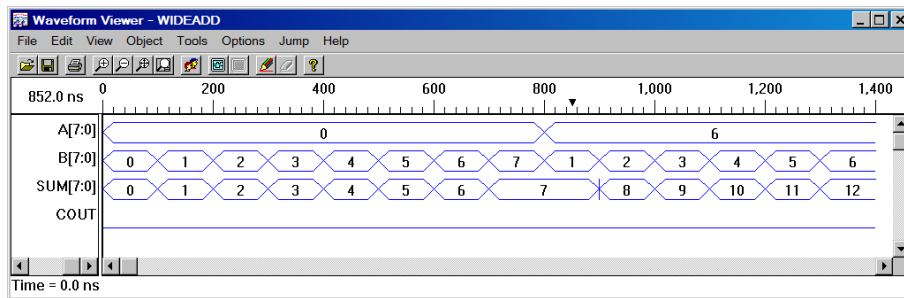 Waveform Viewer - WIDEADD
File Edit View Object Tools Options Jump Help
852.0 ns 0 200 400 600 800 1,000 1,200 1,400
A[7:0] 0 6
B[7:0] 0 1 2 3 4 5 6 7 1 2 3 4 5 6
SUM[7:0] 0 1 2 3 4 5 6 7 8 9 10 11 12
COUT
Time = 0.0 ns